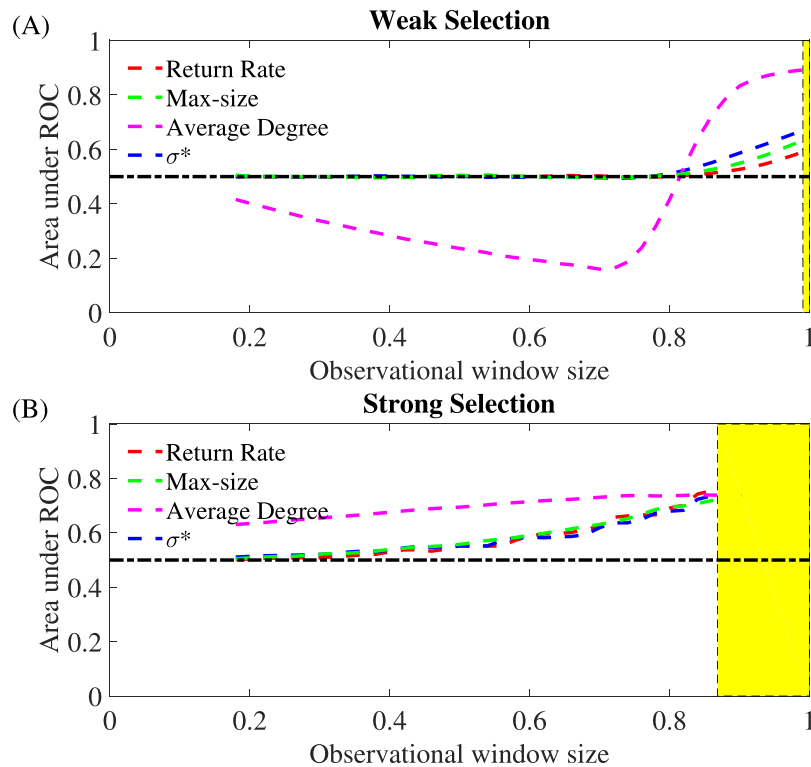 (A)
Weak Selection
Area under ROC
1
0.8
0.6
0.4
0.2
0
Return Rate
Max-size
Average Degree
σ*
0
0.2
0.4
0.6
0.8
1
Observational window size
(B)
Strong Selection
Area under ROC
1
0.8
0.6
0.4
0.2
0
Return Rate
Max-size
Average Degree
σ*
0
0.2
0.4
0.6
0.8
1
Observational window size